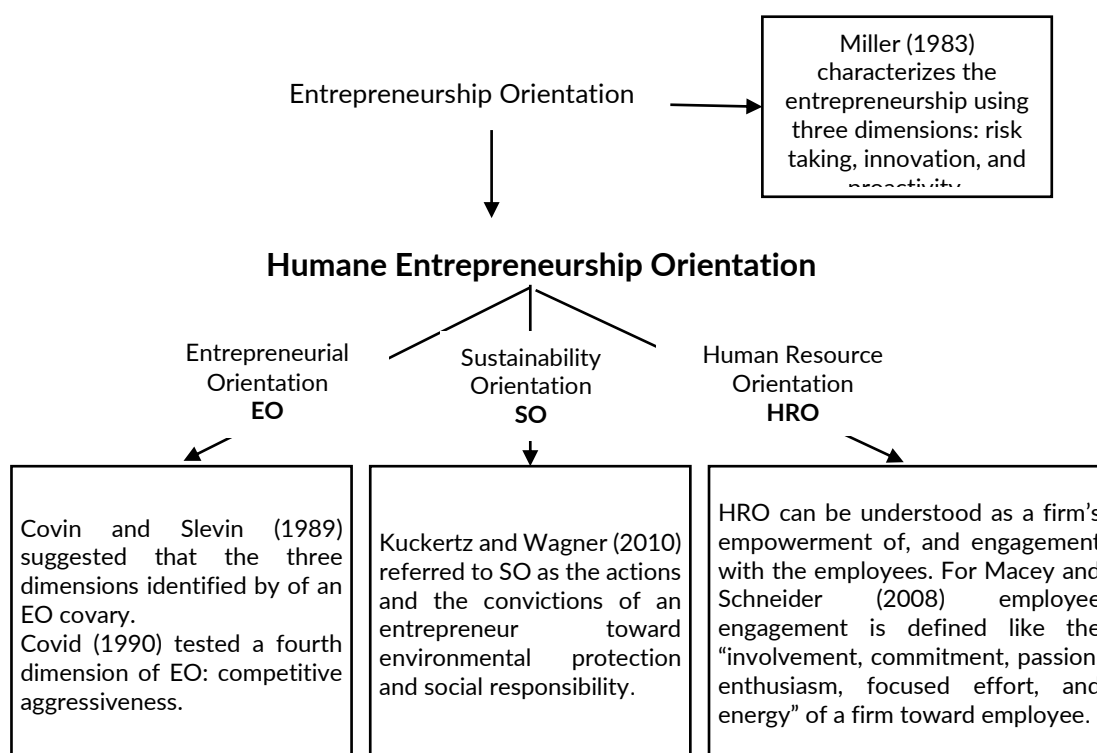 Miller (1983)
characterizes the
entrepreneurship using
three dimensions: risk
taking, innovation, and
proactivity.
Entrepreneurship Orientation
Humane Entrepreneurship Orientation
Entrepreneurial
Orientation
EO
Sustainability
Orientation
SO
Human Resource
Orientation
HRO
Covin and Slevin (1989)
suggested that the three
dimensions identified by of an
EO covary.
Covid (1990) tested a fourth
dimension of EO: competitive
aggressiveness.
Kuckertz and Wagner (2010)
referred to SO as the actions
and the convictions of an
entrepreneur toward
environmental protection
and social responsibility.
HRO can be understood as a firm's
empowerment of, and engagement
with the employees. For Macey and
Schneider (2008) employee
engagement is defined like the
“involvement, commitment, passion
enthusiasm, focused effort, and
energy” of a firm toward employee.